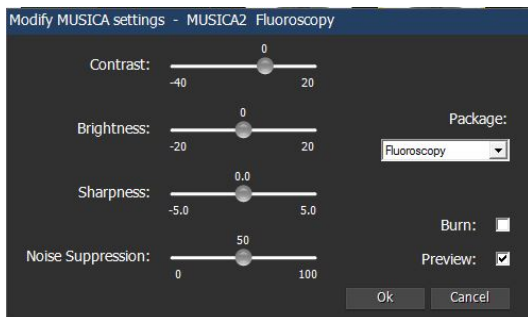 Modify MUSICA settings - MUSICA2 Fluoroscopy
0
Contrast:
-40 20
0
Brightness:
-20 20
Package:
Fluoroscopy
0.0
Sharpness:
-5.0 5.0
Burn:
50
Noise Suppression:
0 100
Preview:
Ok Cancel